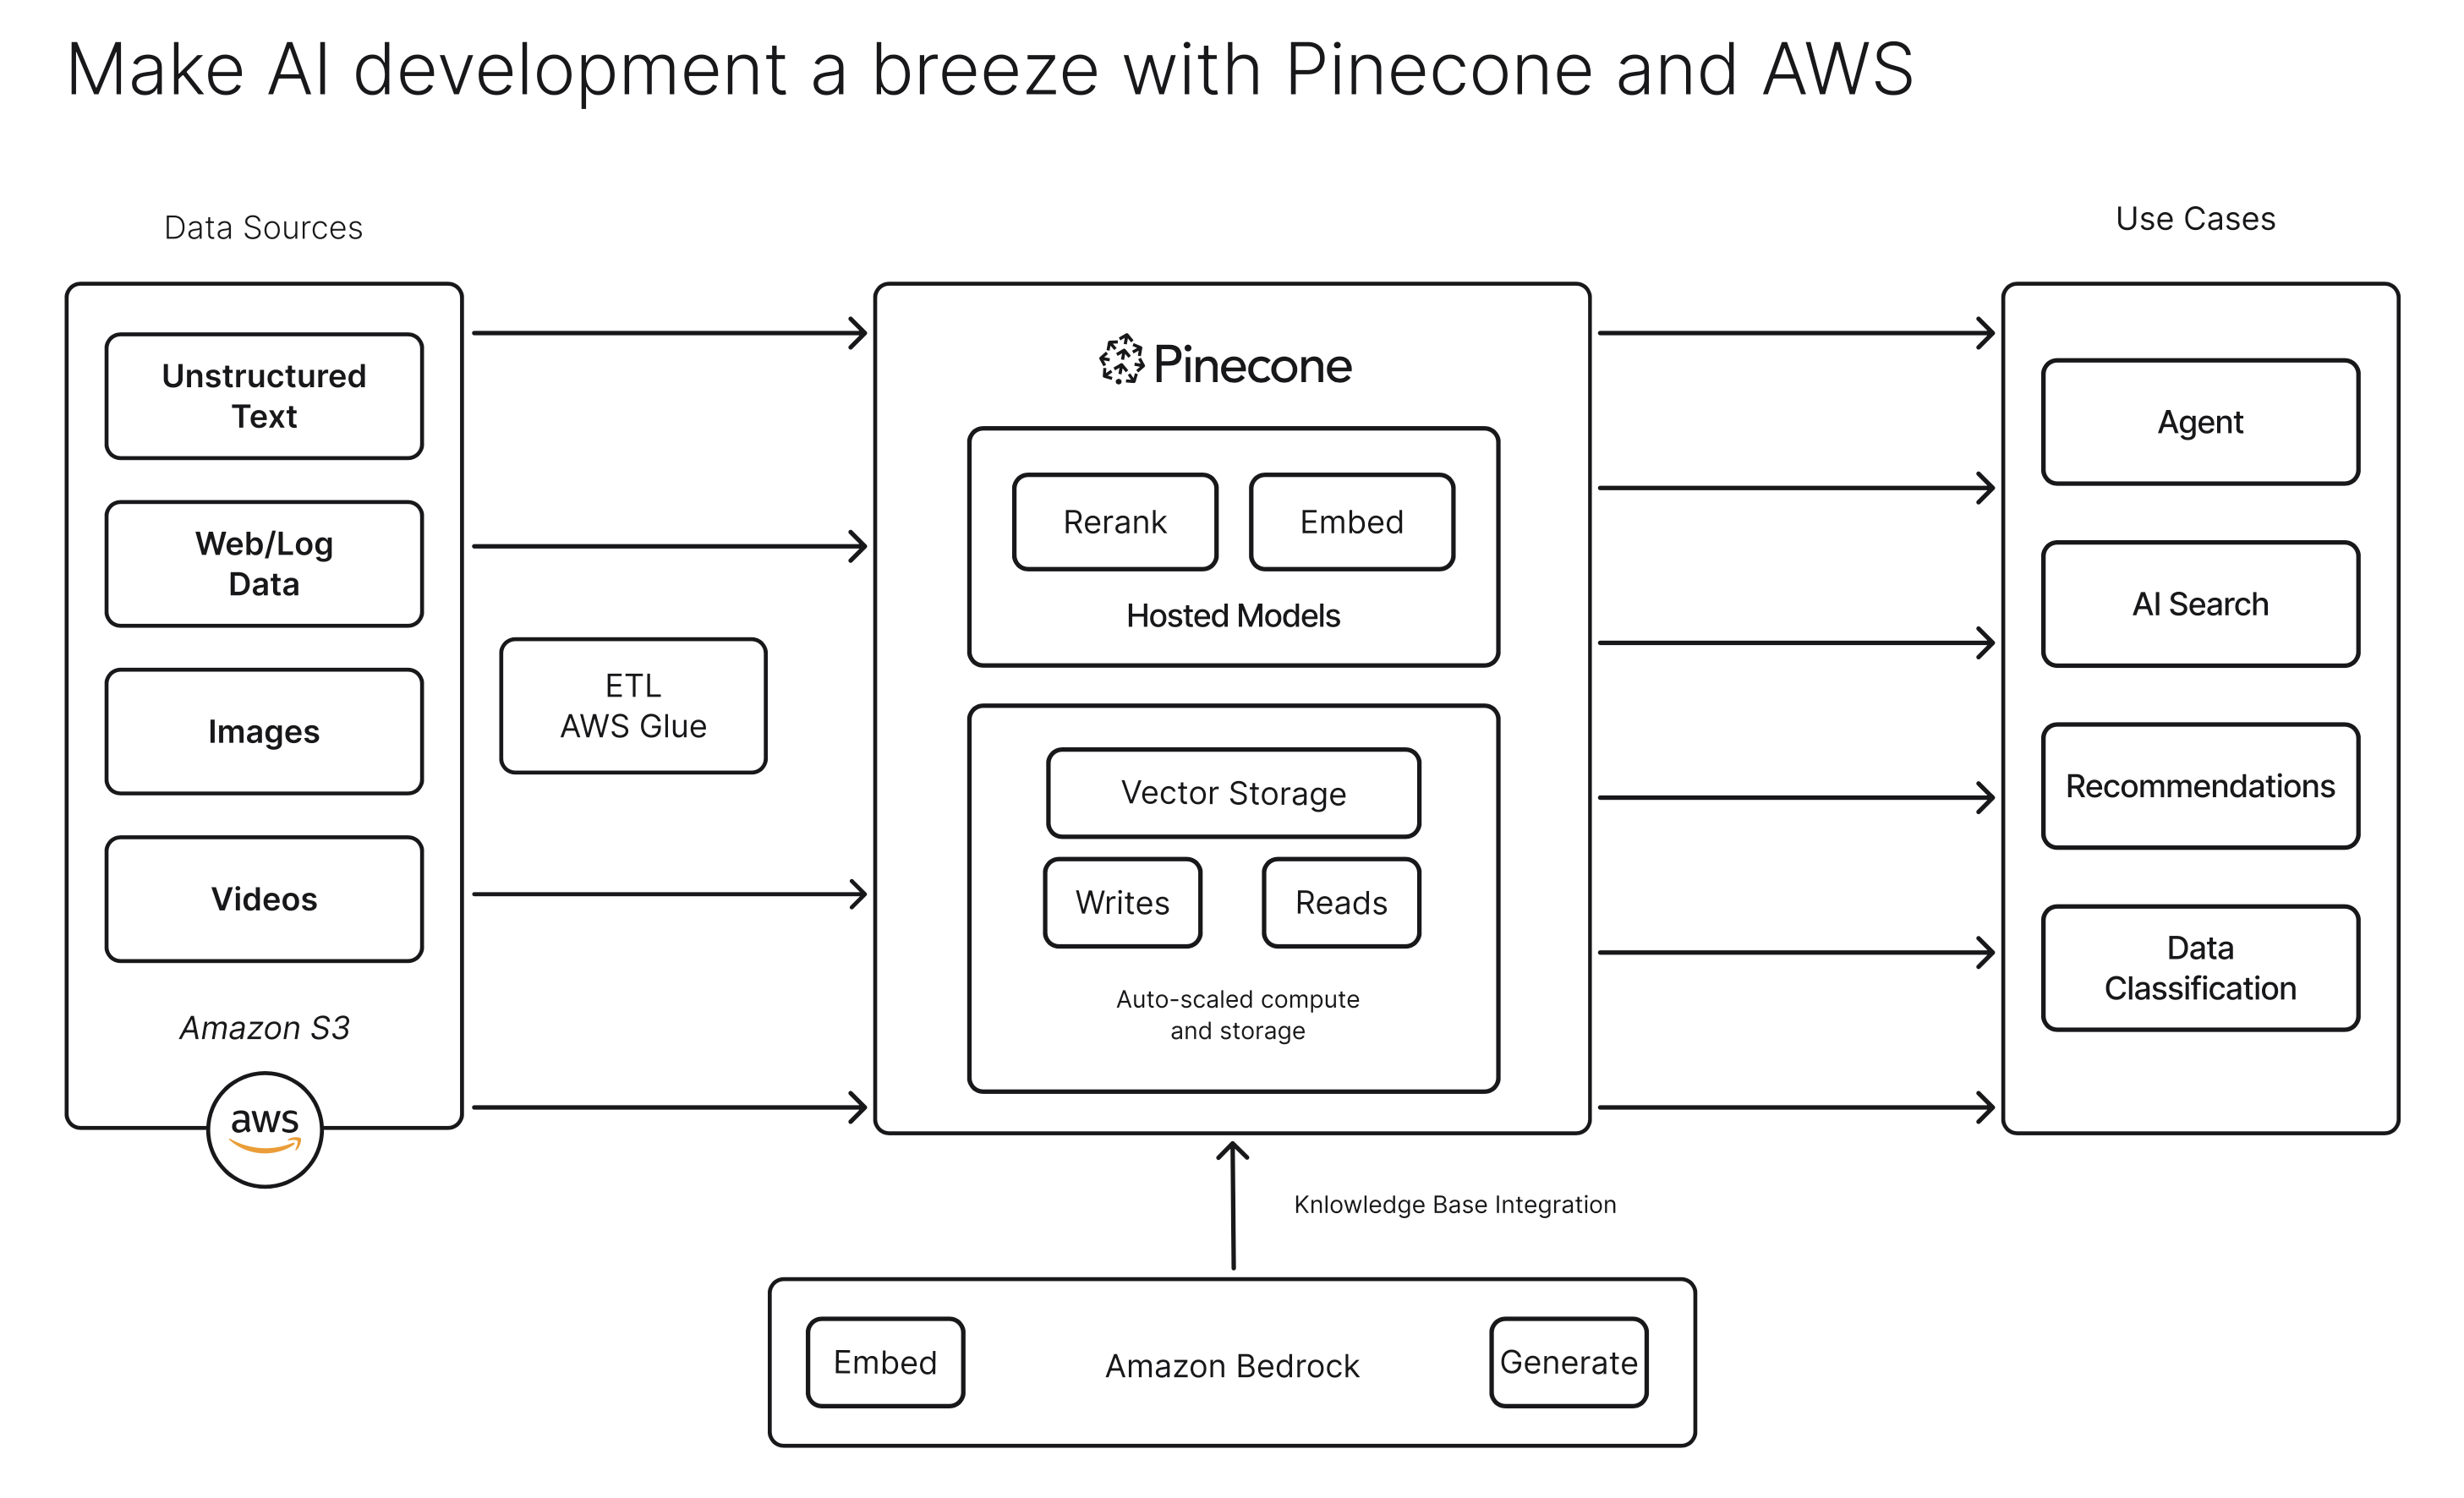 Make AI development a breeze with Pinecone and AWS
Data Sources
Use Cases
Unstructured
Text
Web/Log
Data
Images
Videos
Amazon S3
aws
ETL
AWS Glue
Pinecone
Rerank
Embed
Hosted Models
Vector Storage
Writes
Reads
Auto-scaled compute
and storage
Agent
AI Search
Recommendations
Data
Classification
Knlowledge Base Integration
Embed
Amazon Bedrock
Generate